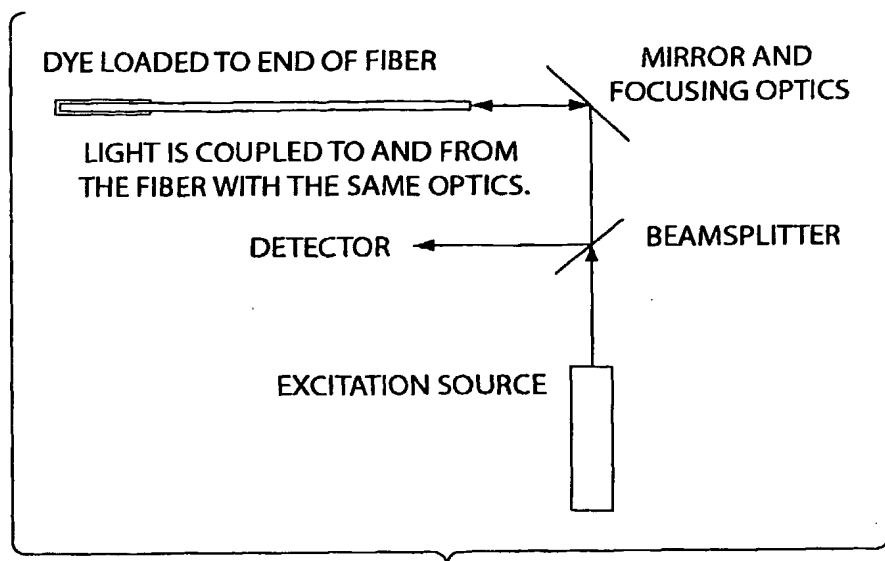 DYE LOADED TO END OF FIBER
MIRROR AND
FOCUSING OPTICS
LIGHT IS COUPLED TO AND FROM
THE FIBER WITH THE SAME OPTICS.
DETECTOR
BEAMSPLITTER
EXCITATION SOURCE